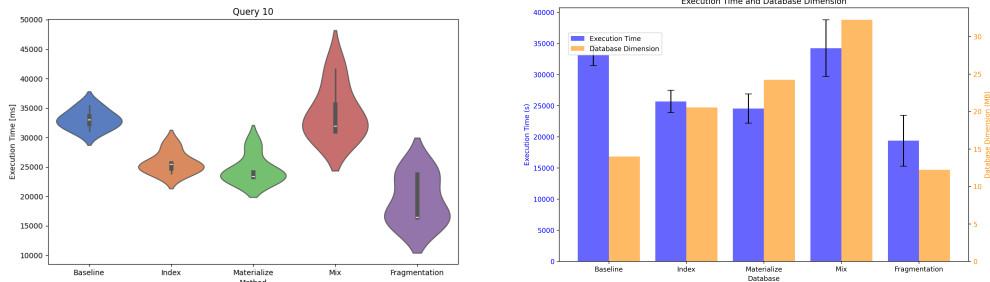 Query 10
50000
45000
40000
35000
30000
25000
20000
15000
10000
Execution Time [ms]
Baseline Index Materialize Mix Fragmentation
Method
Execution Time and Database Dimension
40000
35000
30000
25000
20000
15000
10000
5000
0
Execution Time (s)
Execution Time
Database Dimension
30
25
20
15
10
5
0
Database Dimension (MB)
Baseline Index Materialize Mix Fragmentation
Database